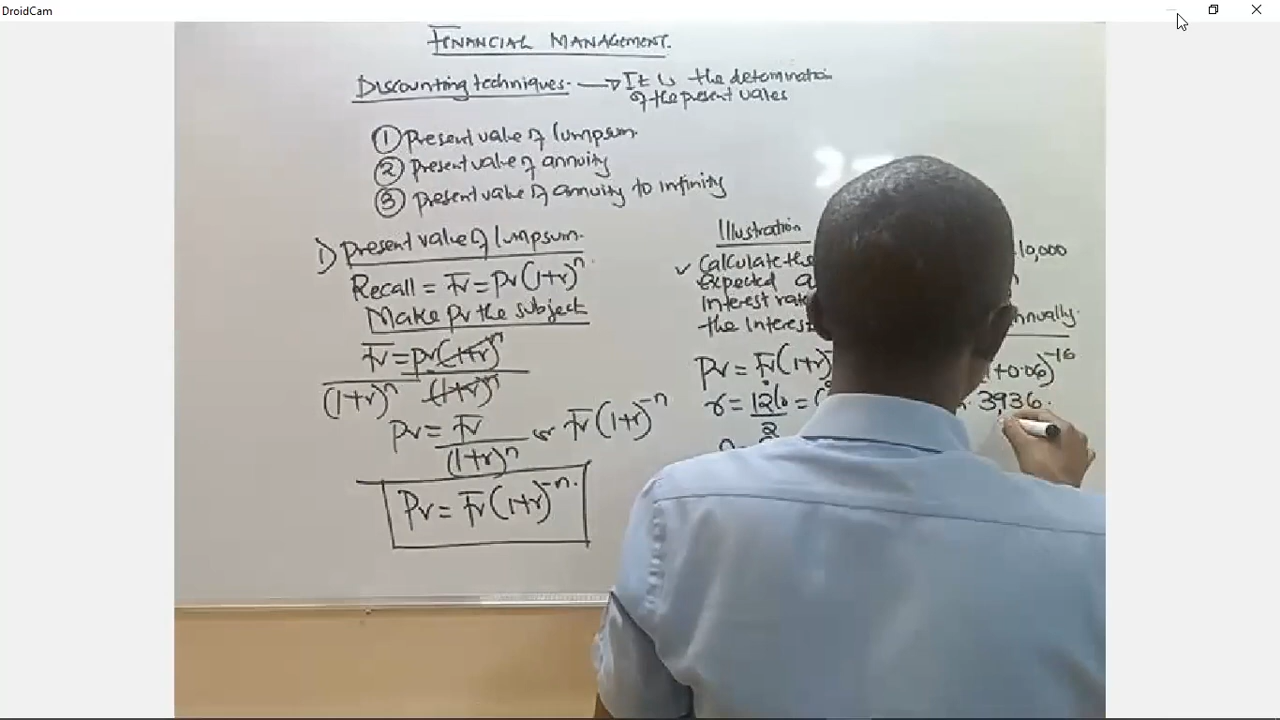 DroidCam
FINANCIAL MANAGEMENT.
Discounting techniques. → It is the detomination
of the present vales
① Present value of lumpsum.
② Present value of annuity
③ present value of annuity to infinity
1) Present value of lumpsum.
Recall = Fv = Pv(1+r)^n
Make Pv the subject
Fv = Pv(1+r)^n
(1+r)^n (1+r)^n
Pv = Fv or Fv(1+r)^-n
(1+r)^n
Pv = Fv(1+r)^-n.
Illustration
✓ Calculate the 10,000
Expected
interest rate
the interest annually.
Pv = Fv(1+r) (1+0.06)^-16
r = 12% = 3936.
2